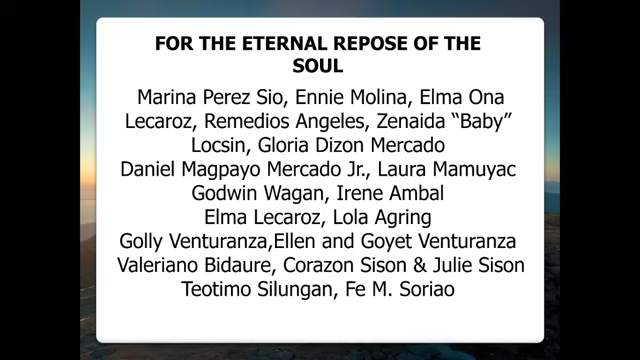 FOR THE ETERNAL REPOSE OF THE
SOUL
Marina Perez Sio, Ennie Molina, Elma Ona
Lecaroz, Remedios Angeles, Zenaida “Baby”
Locsin, Gloria Dizon Mercado
Daniel Magpayo Mercado Jr., Laura Mamuyac
Godwin Wagan, Irene Ambal
Elma Lecaroz, Lola Agring
Golly Venturanza,Ellen and Goyet Venturanza
Valeriano Bidaure, Corazon Sison & Julie Sison
Teotimo Silungan, Fe M. Soriao